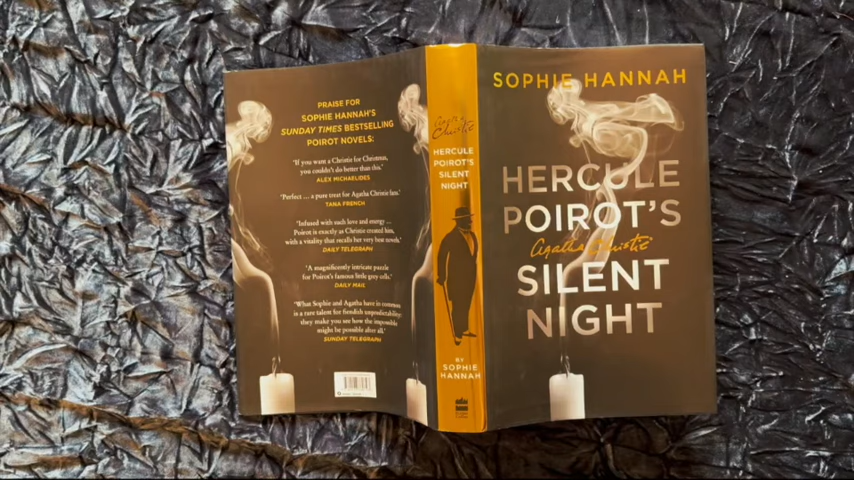 PRAISE FOR
SOPHIE HANNAH'S
SUNDAY TIMES BESTSELLING
POIROT NOVELS:
'If you want a Christie for Christmas,
you couldn't do better than this.'
ALEX MICHAELIDES
'Perfect ... a pure treat for Agatha Christie fans.'
TANA FRENCH
'Infused with such love and energy ...
Poirot is exactly as Christie created him,
with a vitality that recalls her very best novels.'
DAILY TELEGRAPH
'A magnificently intricate puzzle
for Poirot's famous little grey cells.'
DAILY MAIL
'What Sophie and Agatha have in common
is a rare talent for fiendish unpredictability:
they make you see how the impossible
might be possible after all.'
SUNDAY TELEGRAPH
Agatha
Christie
HERCULE
POIROT'S
SILENT
NIGHT
BY
SOPHIE
HANNAH
SOPHIE HANNAH
HERCULE
POIROT'S
Agatha Christie
SILENT
NIGHT